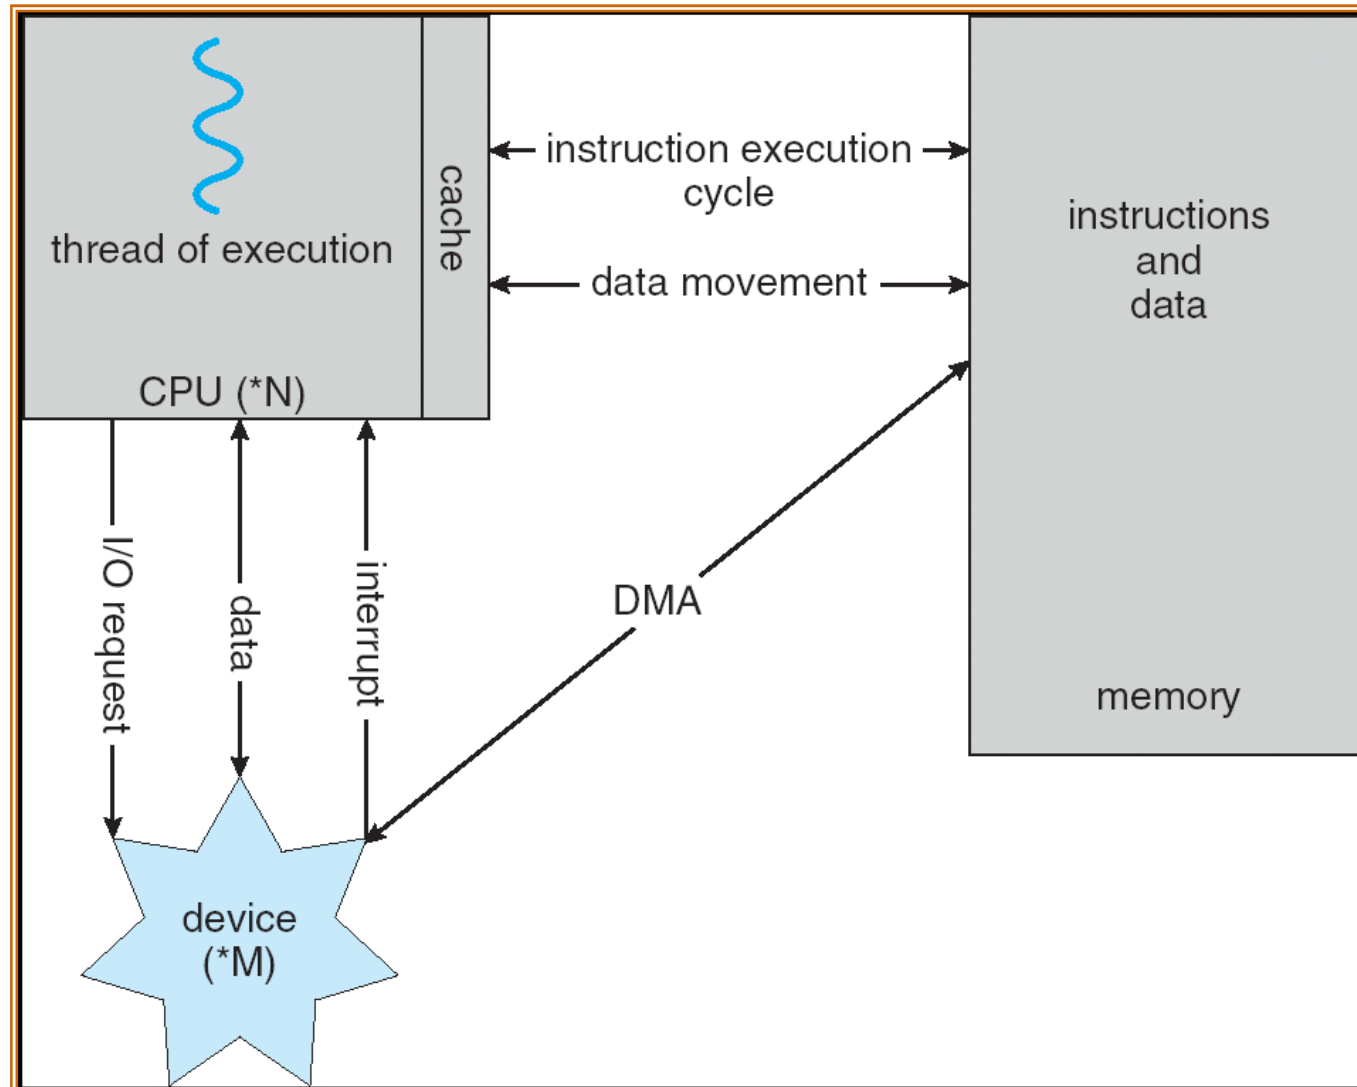 thread of execution
cache
CPU (*N)
instruction execution
cycle
data movement
instructions
and
data
memory
I/O request
data
interrupt
DMA
device
(*M)